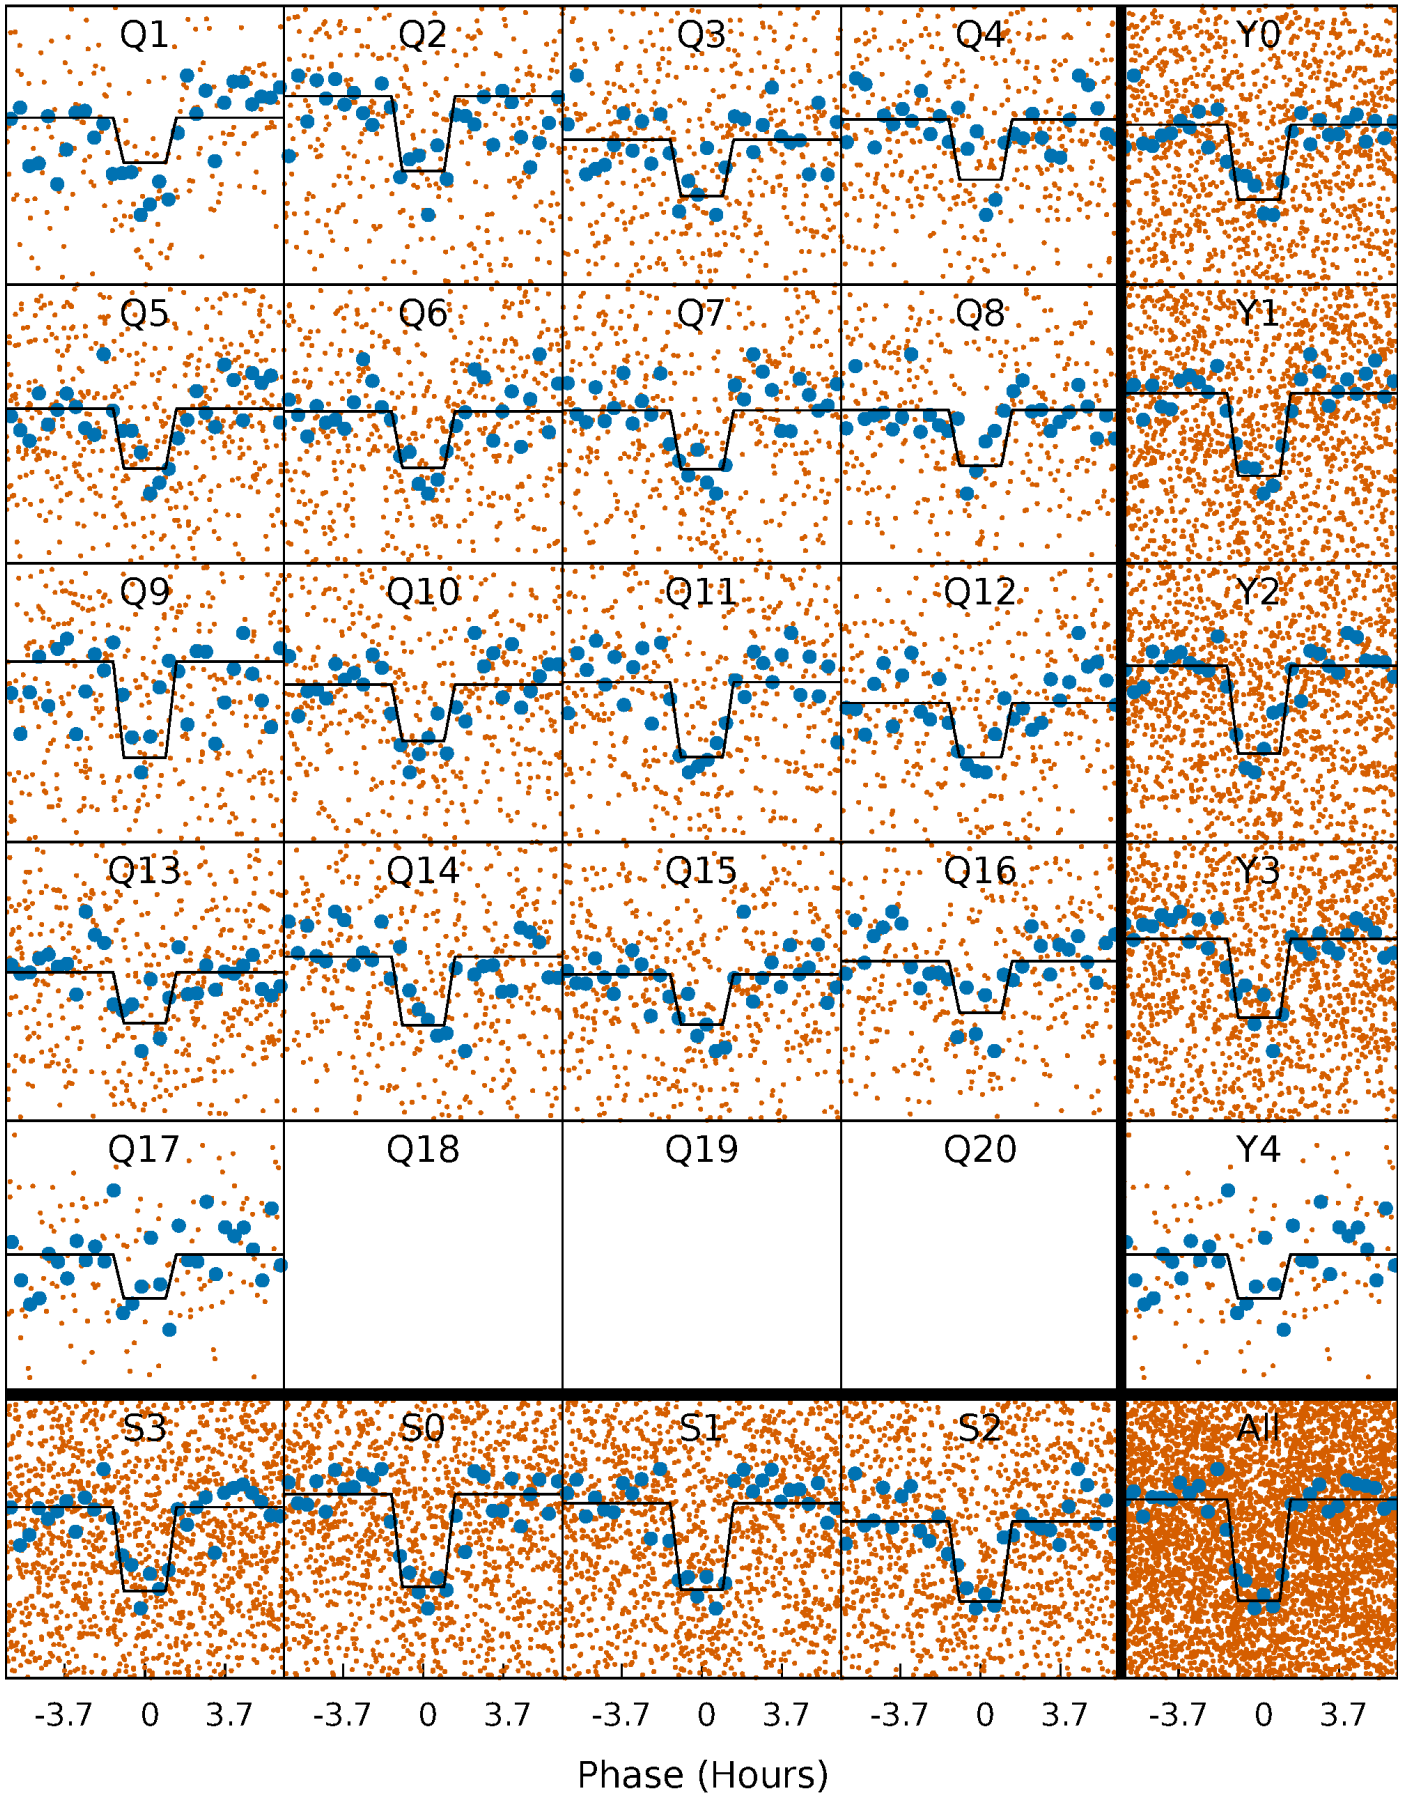 Q1 Q2 Q3 Q4 Y0
Q5 Q6 Q7 Q8 Y1
Q9 Q10 Q11 Q12 Y2
Q13 Q14 Q15 Q16 Y3
Q17 Q18 Q19 Q20 Y4
S3 S0 S1 S2 All
-3.7 0 3.7 -3.7 0 3.7 -3.7 0 3.7 -3.7 0 3.7 -3.7 0 3.7
Phase (Hours)